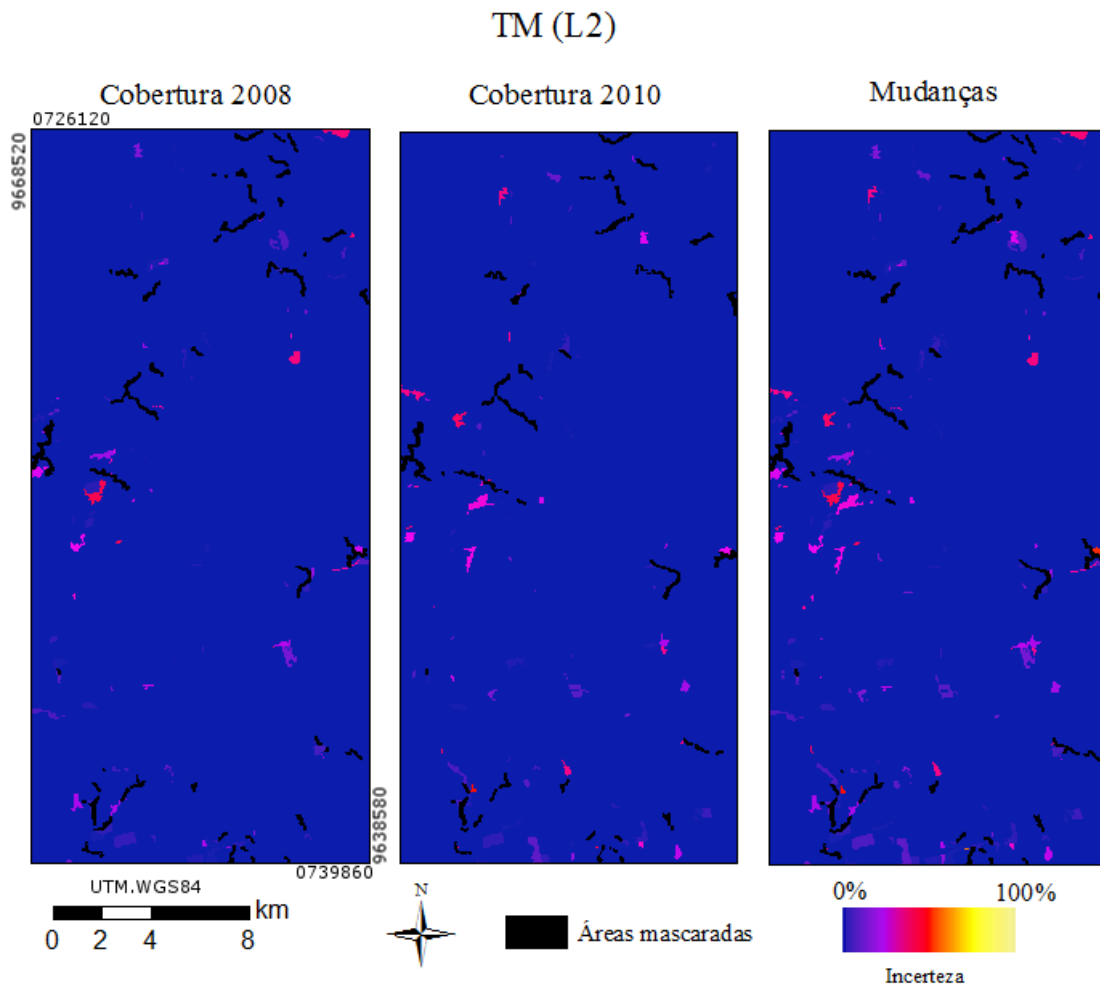 TM (L2)
Cobertura 2008
Cobertura 2010
Mudanças
0726120
9668520
9638580
0739860
UTM.WGS84
km
0 2 4 8
N
Áreas mascaradas
0% 100%
Incerteza